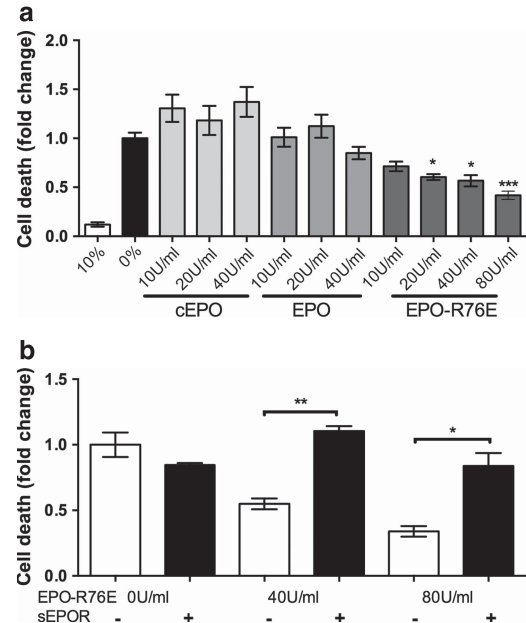 a
Cell death (fold change)
2.0
1.5
1.0
0.5
0.0
* * ***
10% 0% 10U/ml 20U/ml 40U/ml 10U/ml 20U/ml 40U/ml 10U/ml 20U/ml 40U/ml 80U/ml
cEPO EPO EPO-R76E
b
Cell death (fold change)
1.5
1.0
0.5
0.0
** *
EPO-R76E 0U/ml 40U/ml 80U/ml
sEPOR - + - + - +